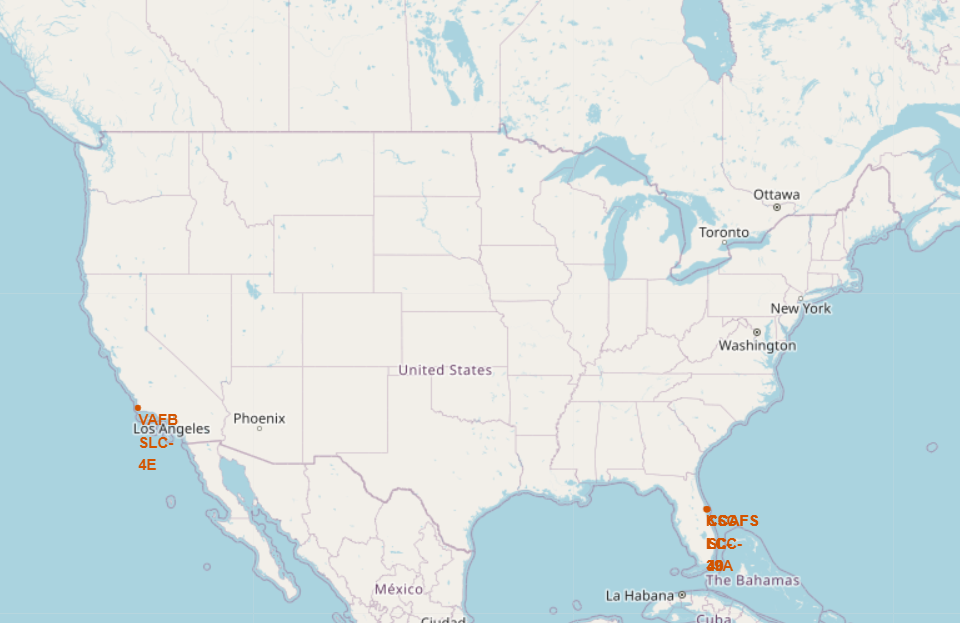 Ottawa
Toronto
New York
Washington
United States
VAFB
SLC-
4E
Los Angeles
Phoenix
The Bahamas
México
La Habana
Cuba
Ciudad